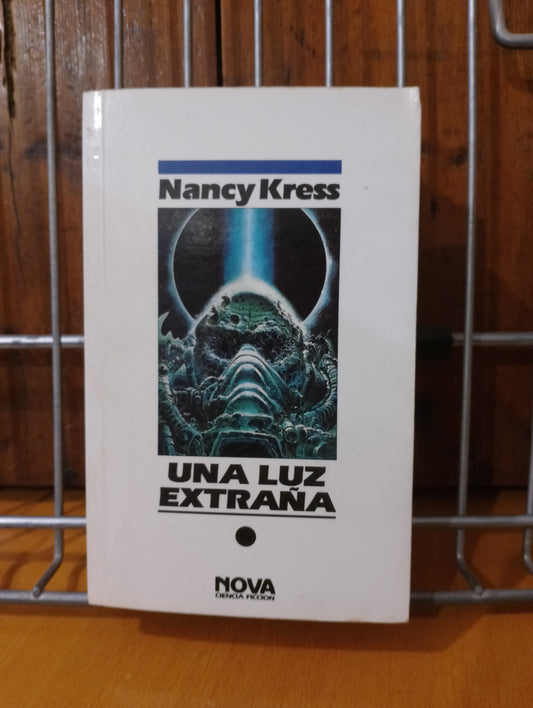 Nancy Kress
UNA LUZ
EXTRAÑA
NOVA
CIENCIA FICCION